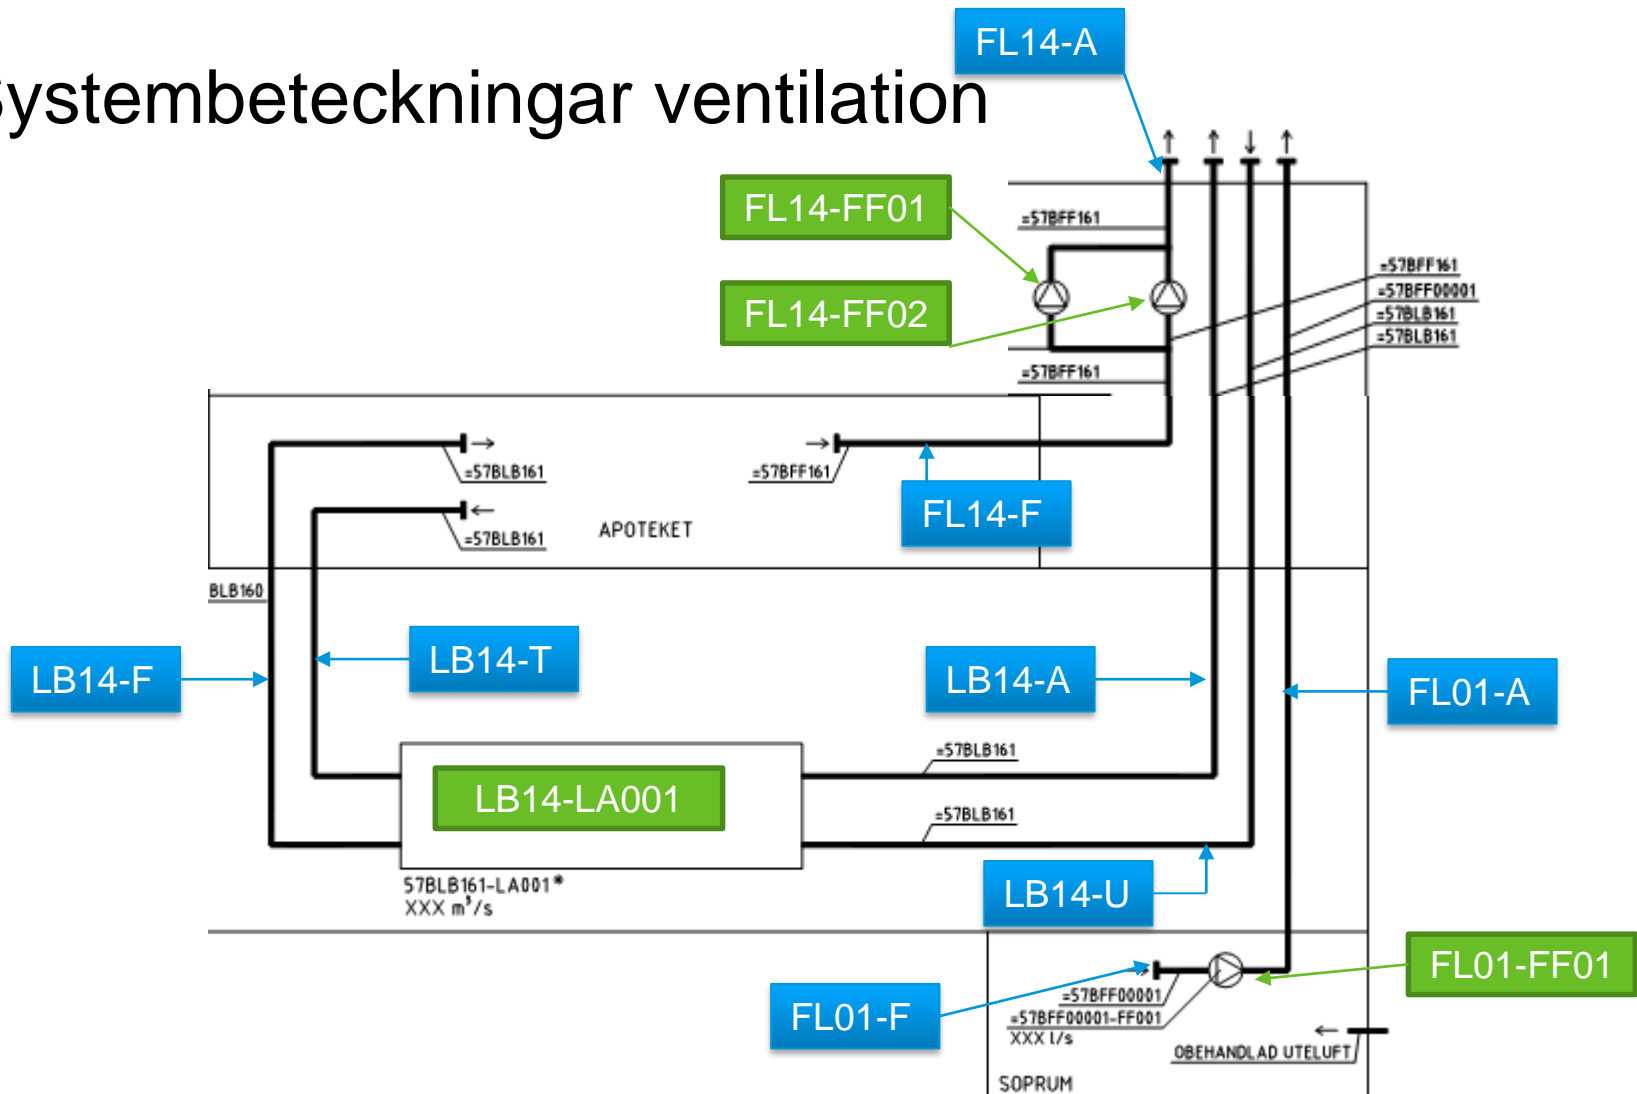 FL14-A
Systembeteckningar ventilation
FL14-FF01
=57BFF161
=57BFF161
=57BFF00001
=57BLB161
=57BLB161
FL14-FF02
=57BFF161
=57BLB161
=57BFF161
FL14-F
=57BLB161
APOTEKET
BLB160
LB14-F
LB14-T
LB14-A
FL01-A
=57BLB161
LB14-LA001
=57BLB161
57BLB161-LA001*
XXX m³/s
LB14-U
FL01-FF01
FL01-F
=57BFF00001
=57BFF00001-FF001
XXX l/s
OBEHANDLAD UTELUFT
SOPRUM